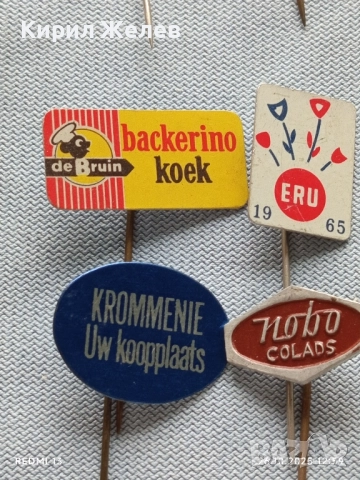 Кирил Желев
backerino
koek
de Bruin
ERU
19 65
KROMMENIE
Uw koopplaats
nobo
COLADS
REDMI 13